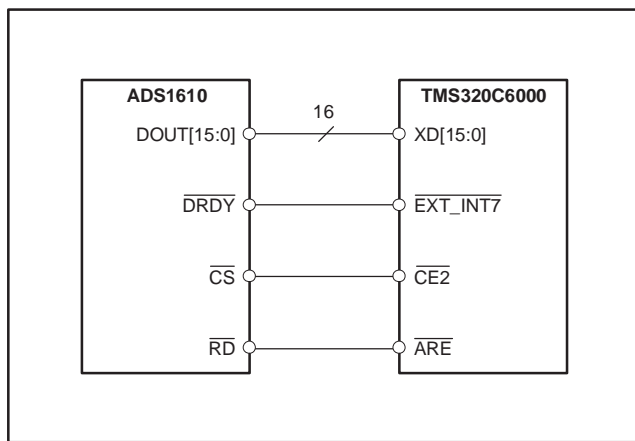 ADS1610 TMS320C6000
16
DOUT[15:0] XD[15:0]
DRDY EXT_INT7
CS CE2
RD ARE